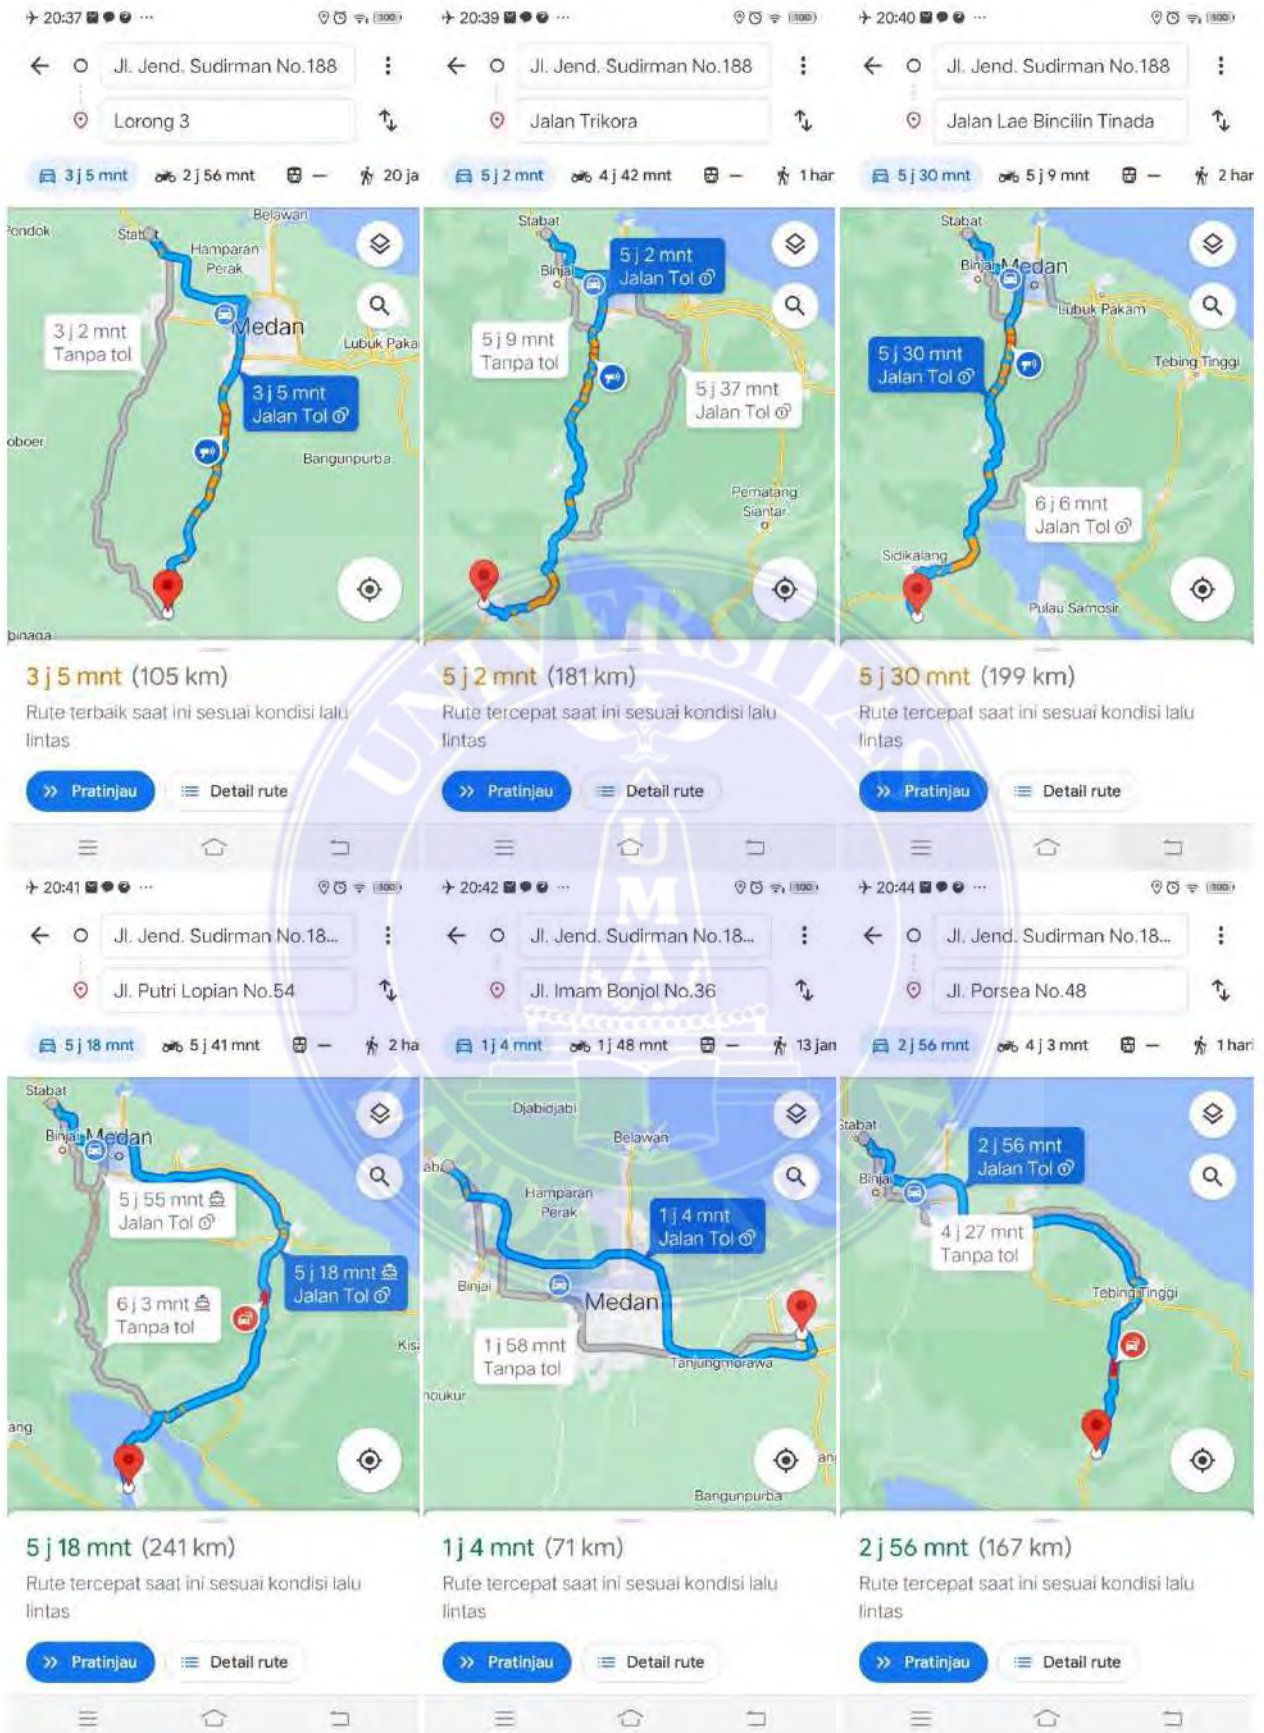 20:37
Jl. Jend. Sudirman No.188
Lorong 3
3 j 5 mnt 2 j 56 mnt — 20 ja
Belawan
Pondok
Stabat
Hamparan
Perak
3 j 2 mnt
Tanpa tol
Medan
Lubuk Paka
3 j 5 mnt
Jalan Tol
oboer
Bangunpurba
binaga
3 j 5 mnt (105 km)
Rute terbaik saat ini sesuai kondisi lalu
lintas
Pratinjau Detail rute
20:39
Jl. Jend. Sudirman No.188
Jalan Trikora
5 j 2 mnt 4 j 42 mnt — 1 har
Stabat
5 j 2 mnt
Jalan Tol
Binjai
5 j 9 mnt
Tanpa tol
5 j 37 mnt
Jalan Tol
Pematang
Siantar
5 j 2 mnt (181 km)
Rute tercepat saat ini sesuai kondisi lalu
lintas
Pratinjau Detail rute
20:40
Jl. Jend. Sudirman No.188
Jalan Lae Bincilin Tinada
5 j 30 mnt 5 j 9 mnt — 2 har
Stabat
Binjai Medan
Lubuk Pakam
5 j 30 mnt
Jalan Tol
Tebing Tinggi
6 j 6 mnt
Jalan Tol
Sidikalang
Pulau Samosir
5 j 30 mnt (199 km)
Rute tercepat saat ini sesuai kondisi lalu
lintas
Pratinjau Detail rute
20:41
Jl. Jend. Sudirman No.18...
Jl. Putri Lopian No.54
5 j 18 mnt 5 j 41 mnt — 2 ha
Stabat
Binjai Medan
5 j 55 mnt
Jalan Tol
5 j 18 mnt
Jalan Tol
6 j 3 mnt
Tanpa tol
Kisa
ang
5 j 18 mnt (241 km)
Rute tercepat saat ini sesuai kondisi lalu
lintas
Pratinjau Detail rute
20:42
Jl. Jend. Sudirman No.18...
Jl. Imam Bonjol No.36
1 j 4 mnt 1 j 48 mnt — 13 jan
Djabidjabi
Belawan
Hamparan
Perak
1 j 4 mnt
Jalan Tol
Binjai
Medan
1 j 58 mnt
Tanpa tol
Tanjungmorawa
noukur
Bangunpurba
1 j 4 mnt (71 km)
Rute tercepat saat ini sesuai kondisi lalu
lintas
Pratinjau Detail rute
20:44
Jl. Jend. Sudirman No.18...
Jl. Porsea No.48
2 j 56 mnt 4 j 3 mnt — 1 hari
Stabat
2 j 56 mnt
Jalan Tol
Binjai
4 j 27 mnt
Tanpa tol
Tebing Tinggi
2 j 56 mnt (167 km)
Rute tercepat saat ini sesuai kondisi lalu
lintas
Pratinjau Detail rute
UNIVERSITAS
UMA
MEDAN AREA